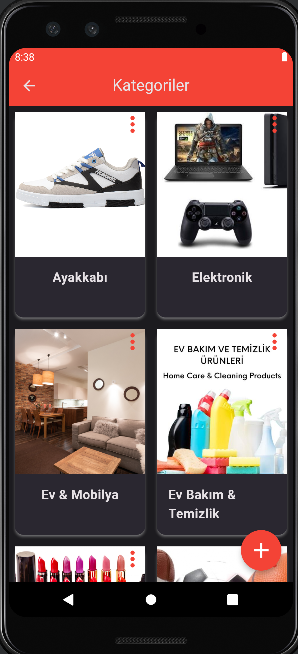 8:38
Kategoriler
Ayakkabı
Elektronik
EV BAKIM VE TEMİZLİK
ÜRÜNLERİ
Home Care & Cleaning Products
Ev & Mobilya
Ev Bakım &
Temizlik